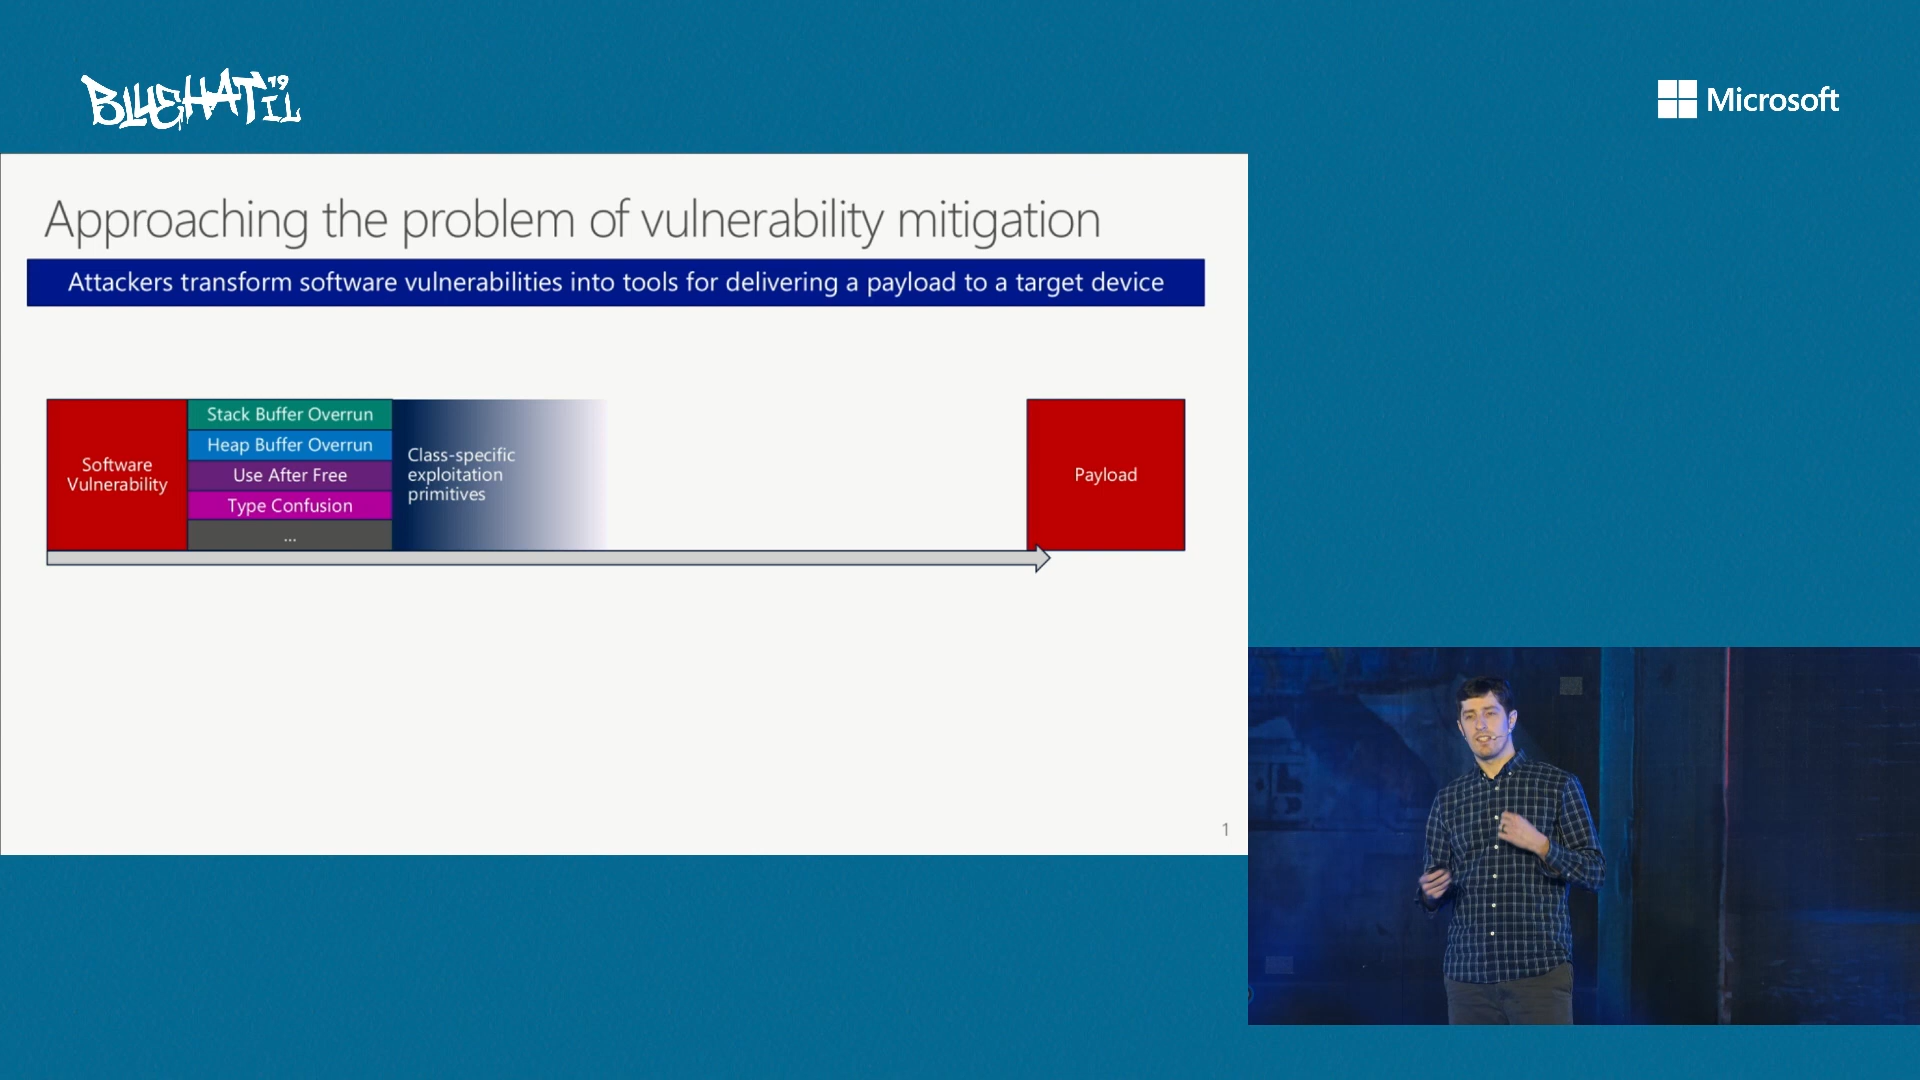 BLUEHAT IL '19
Microsoft
Approaching the problem of vulnerability mitigation
Attackers transform software vulnerabilities into tools for delivering a payload to a target device
Software
Vulnerability
Stack Buffer Overrun
Heap Buffer Overrun
Use After Free
Type Confusion
...
Class-specific
exploitation
primitives
Payload
1